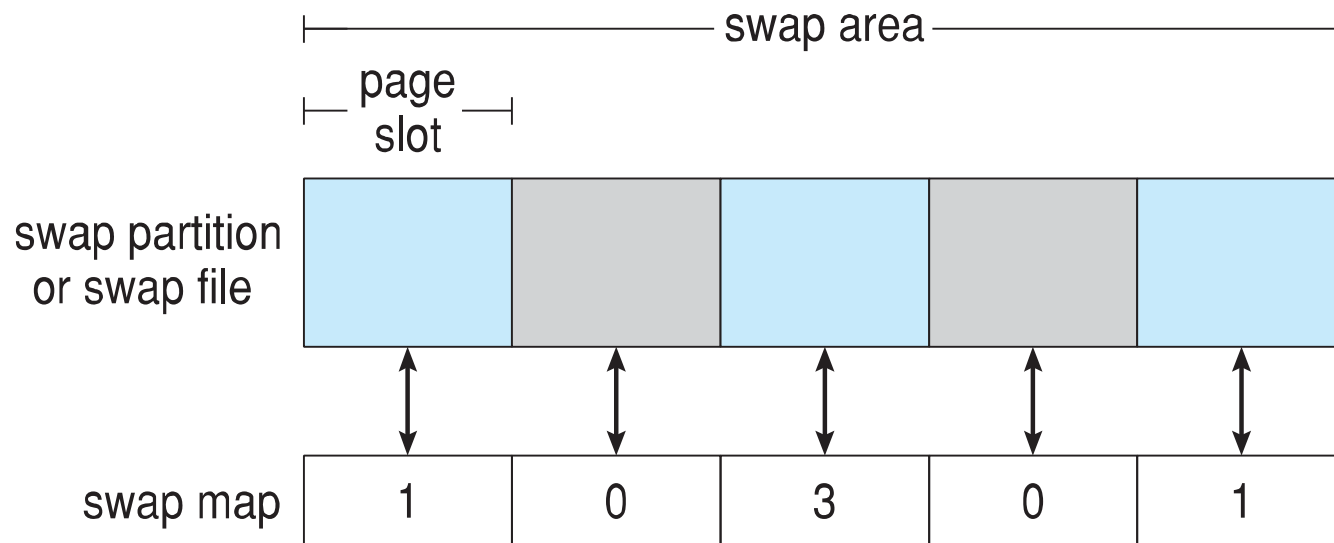 swap area
page
slot
swap partition
or swap file
swap map 1 0 3 0 1